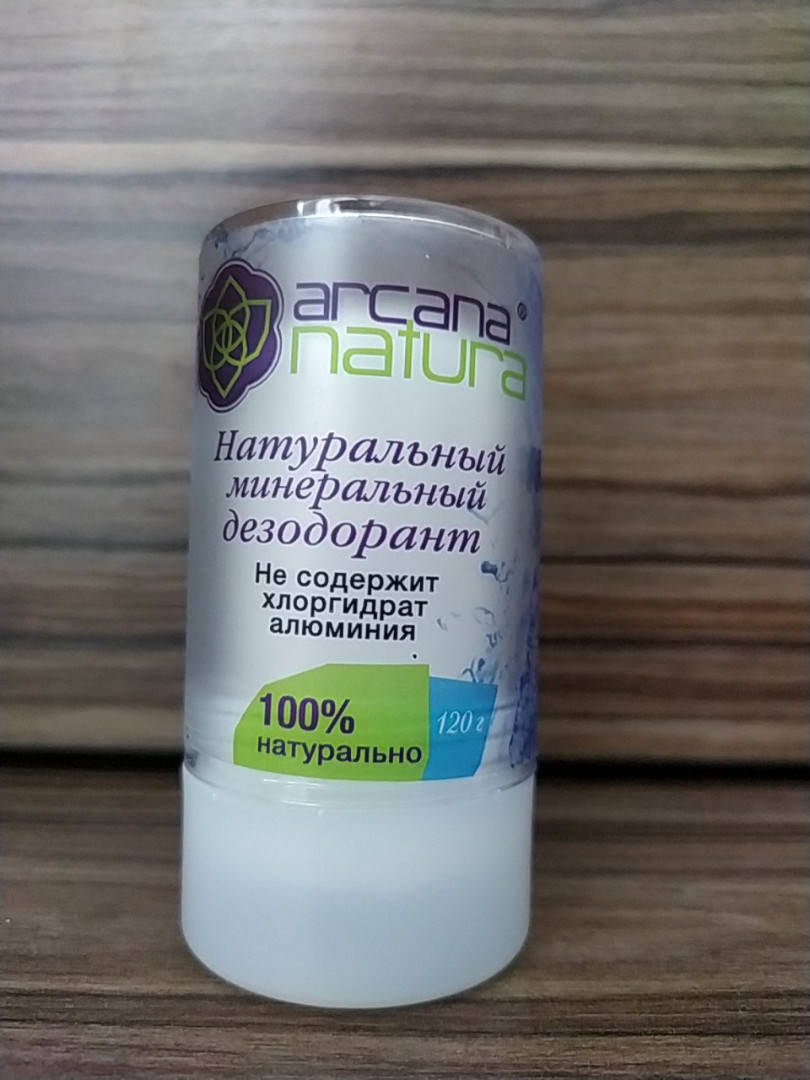 arcana®
natura
Натуральный
минеральный
дезодорант
Не содержит
хлоргидрат
алюминия
100%
натурально
120 г